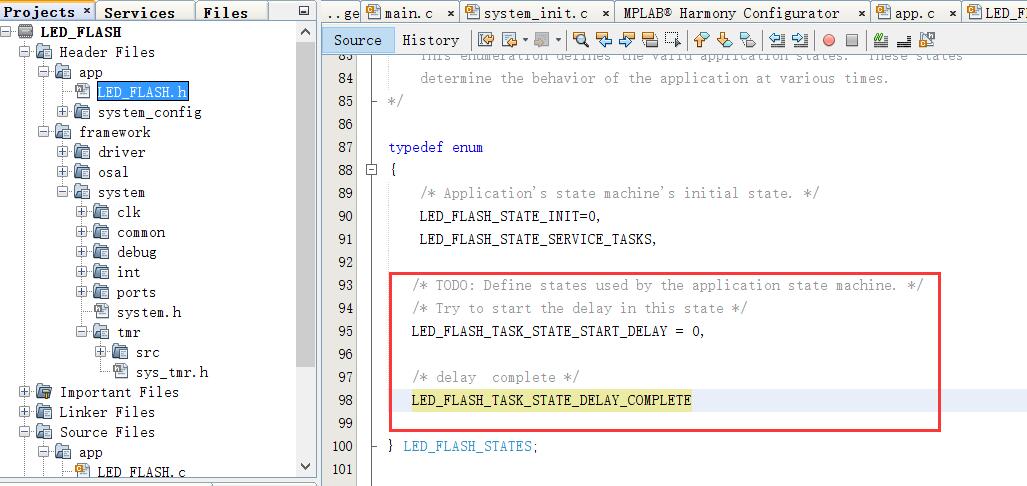 Projects × Services Files
LED_FLASH
Header Files
app
LED_FLASH.h
system_config
framework
driver
osal
system
clk
common
debug
int
ports
system.h
tmr
src
sys_tmr.h
Important Files
Linker Files
Source Files
app
LED_FLASH.c
...ge main.c × system_init.c × MPLAB® Harmony Configurator × app.c × LED_F
Source History
83 This enumeration defines the valid application states. These states
84 determine the behavior of the application at various times.
85 */
86
87 typedef enum
88 {
89 /* Application's state machine's initial state. */
90 LED_FLASH_STATE_INIT=0,
91 LED_FLASH_STATE_SERVICE_TASKS,
92
93 /* TODO: Define states used by the application state machine. */
94 /* Try to start the delay in this state */
95 LED_FLASH_TASK_STATE_START_DELAY = 0,
96
97 /* delay  complete */
98 LED_FLASH_TASK_STATE_DELAY_COMPLETE
99
100 } LED_FLASH_STATES;
101